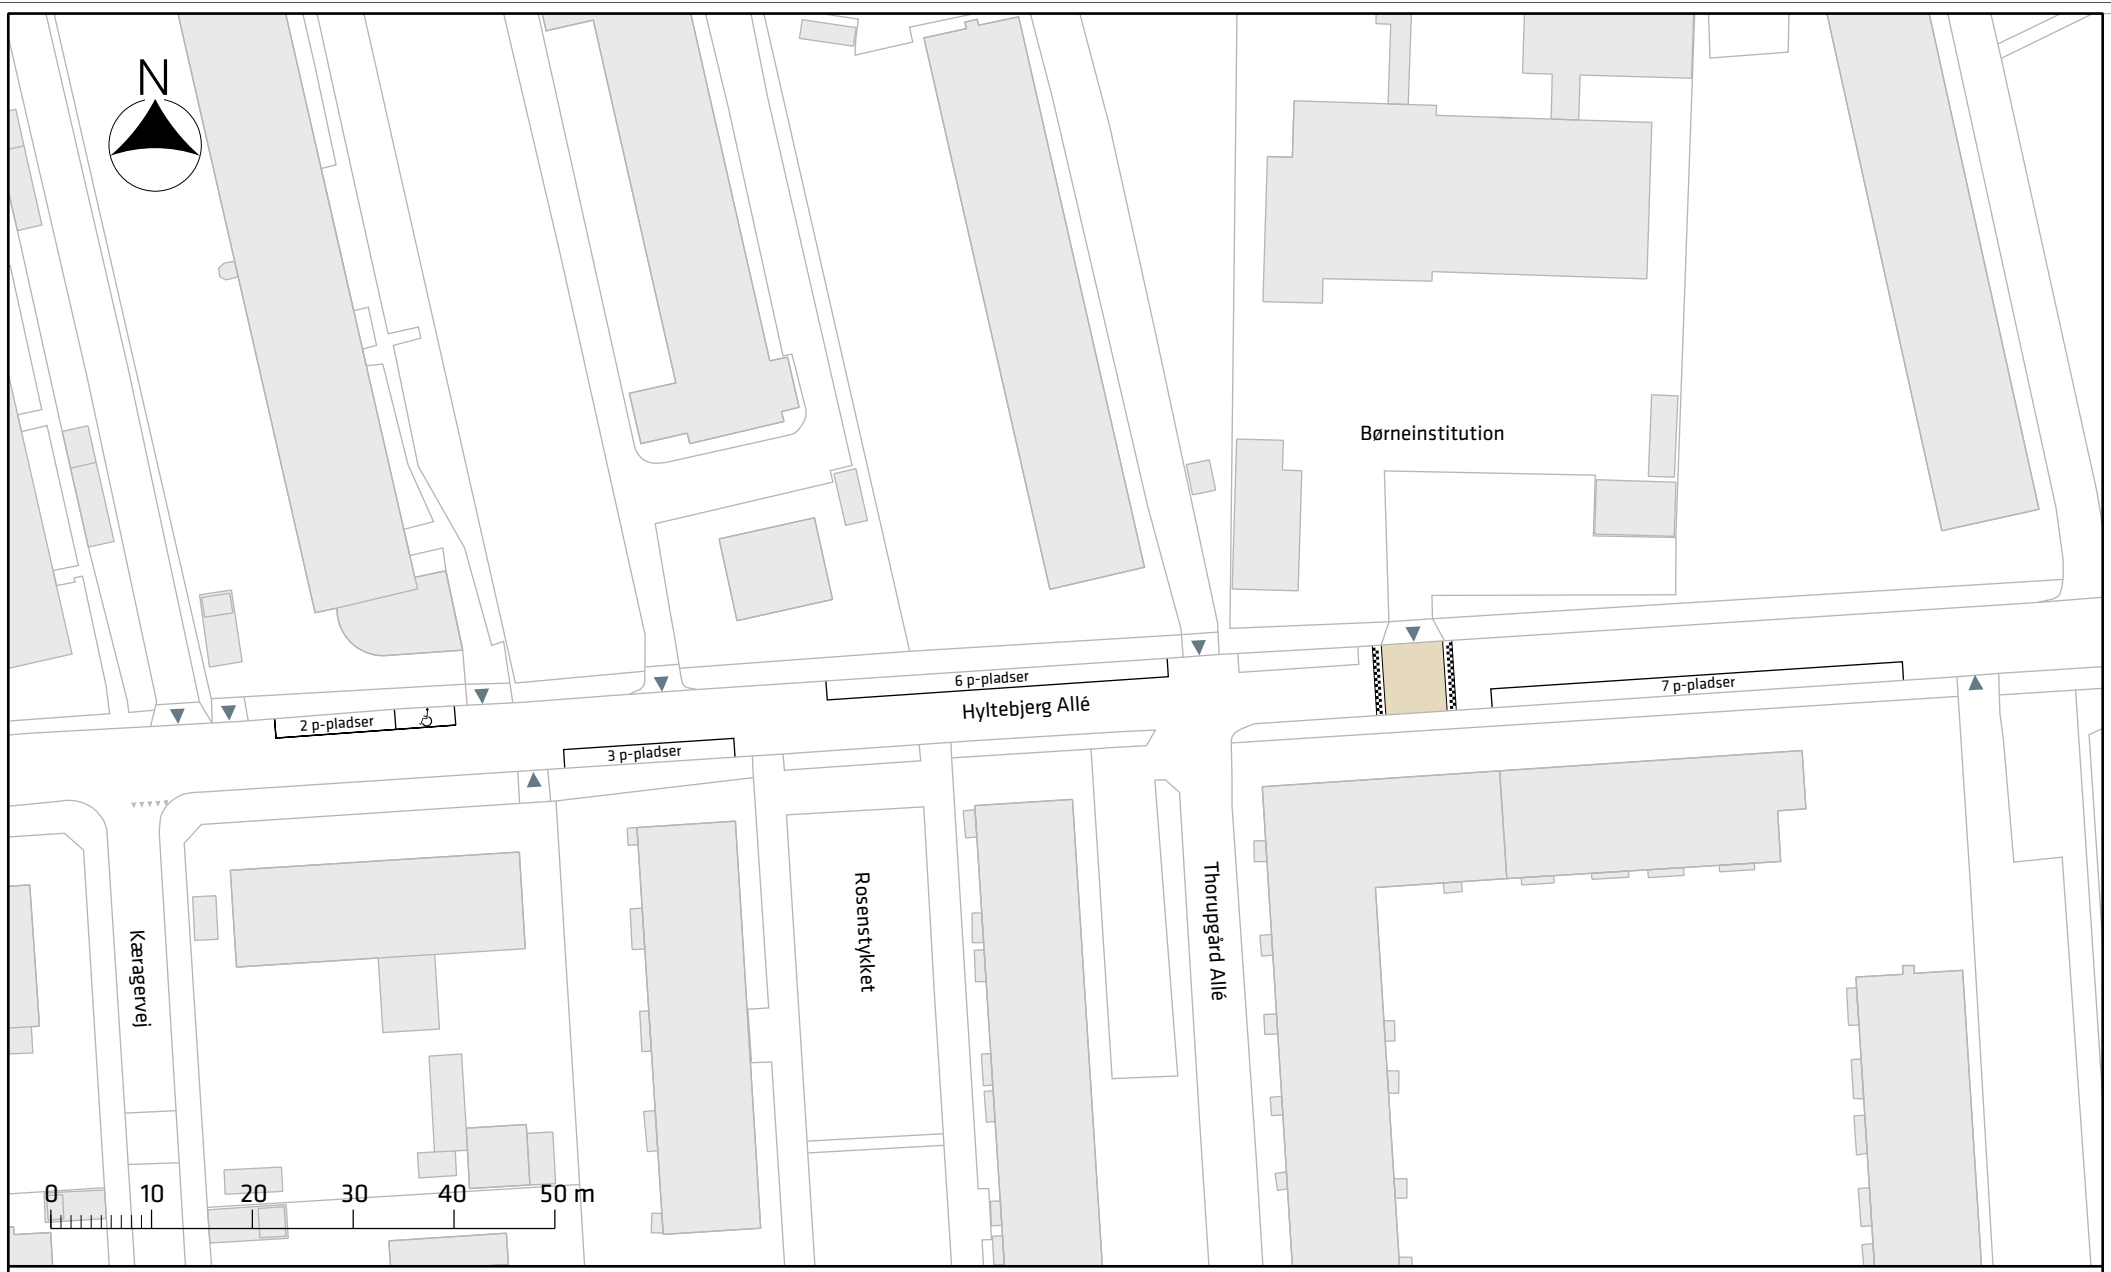 N
Børneinstitution
6 p-pladser
7 p-pladser
2 p-pladser
Hyltebjerg Allé
3 p-pladser
Kæragervej
Rosenstykket
Thorupgård Allé
0 10 20 30 40 50 m